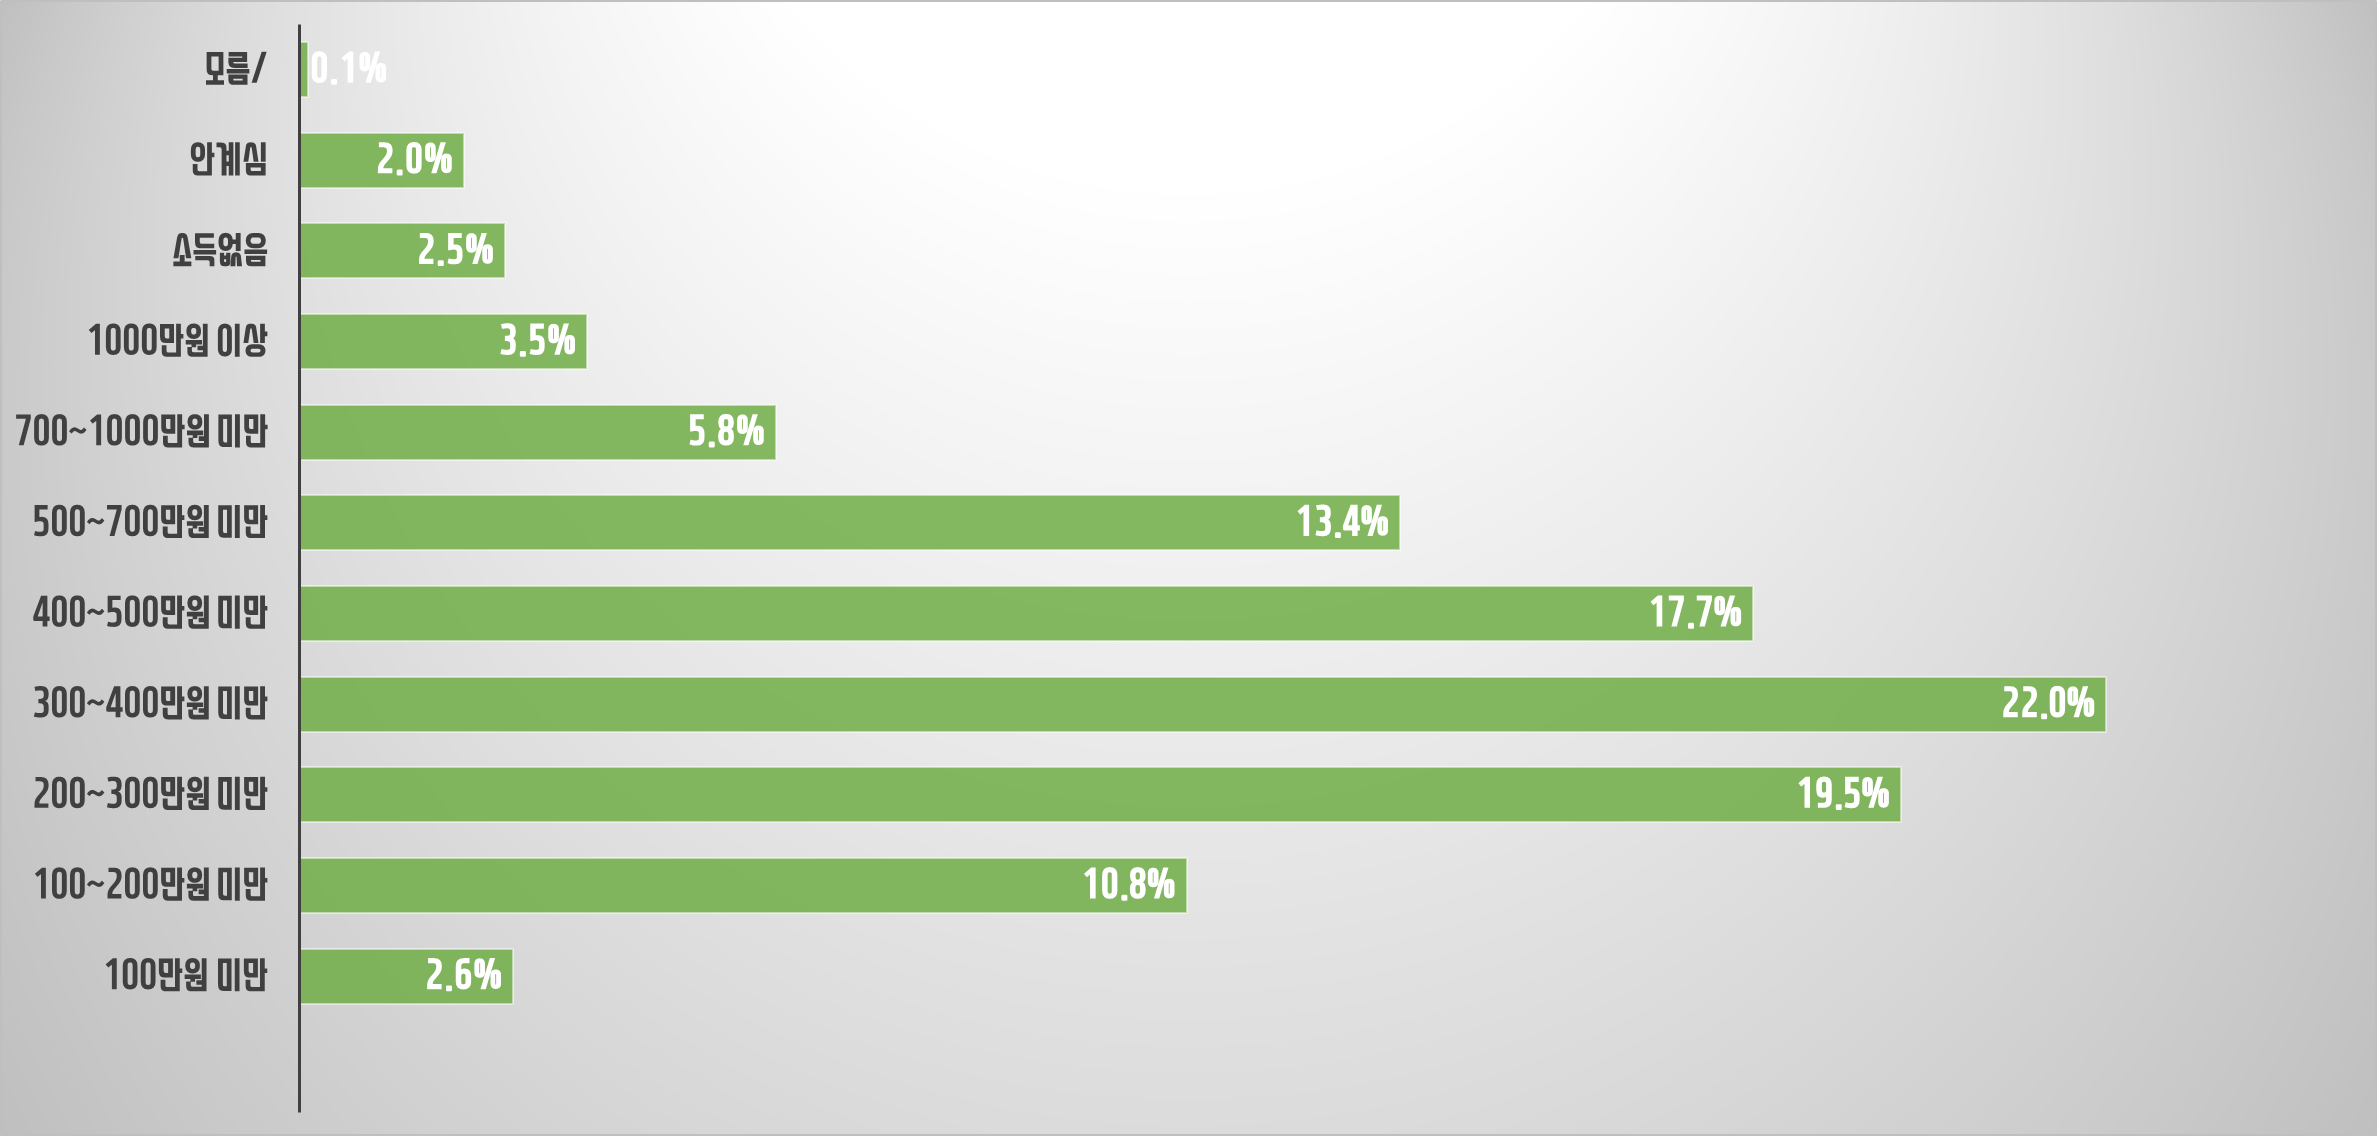 모름/ 0.1%
안계심 2.0%
소득없음 2.5%
1000만원 이상 3.5%
700~1000만원 미만 5.8%
500~700만원 미만 13.4%
400~500만원 미만 17.7%
300~400만원 미만 22.0%
200~300만원 미만 19.5%
100~200만원 미만 10.8%
100만원 미만 2.6%